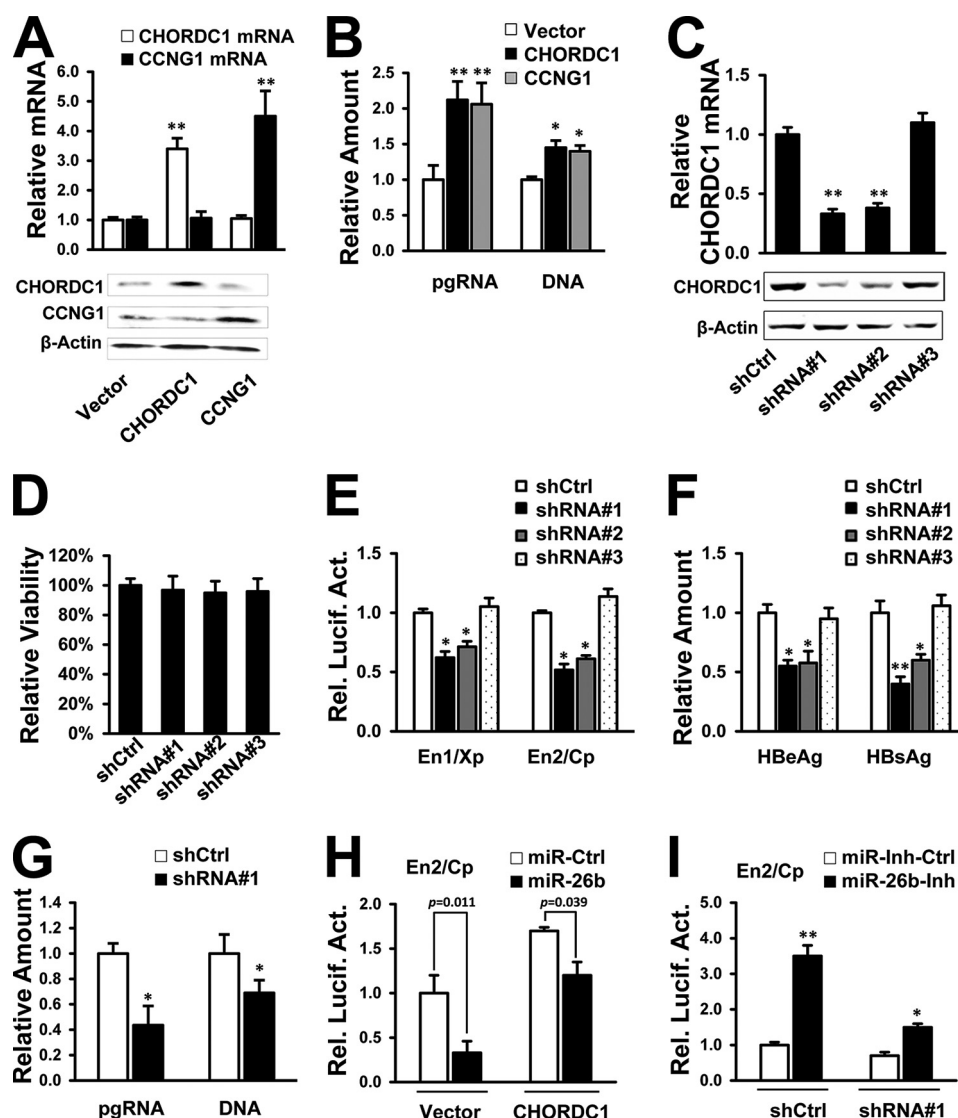 A
CHORDC1 mRNA
CCNG1 mRNA
Relative mRNA
6.0
5.0
4.0
3.0
2.0
1.0
0.0
**
**
CHORDC1
CCNG1
β-Actin
Vector
CHORDC1
CCNG1
B
Vector
CHORDC1
CCNG1
Relative Amount
2.5
2.0
1.5
1.0
0.5
0.0
** **
* *
pgRNA DNA
C
Relative
CHORDC1 mRNA
1.5
1.0
0.5
0.0
** **
CHORDC1
β-Actin
shCtrl
shRNA#1
shRNA#2
shRNA#3
D
Relative Viability
120%
100%
80%
60%
40%
20%
0%
shCtrl
shRNA#1
shRNA#2
shRNA#3
E
shCtrl
shRNA#1
shRNA#2
shRNA#3
Rel. Lucif. Act.
1.5
1.0
0.5
0.0
* *
* *
En1/Xp En2/Cp
F
shCtrl
shRNA#1
shRNA#2
shRNA#3
Relative Amount
1.5
1.0
0.5
0.0
* *
** *
HBeAg HBsAg
G
shCtrl
shRNA#1
Relative Amount
1.4
1.2
1.0
0.8
0.6
0.4
0.2
0.0
*
*
pgRNA DNA
H
En2/Cp
miR-Ctrl
miR-26b
Rel. Lucif. Act.
2.0
1.5
1.0
0.5
0.0
p=0.011
p=0.039
Vector CHORDC1
I
En2/Cp
miR-Inh-Ctrl
miR-26b-Inh
Rel. Lucif. Act.
4.0
3.0
2.0
1.0
0.0
**
*
shCtrl shRNA#1